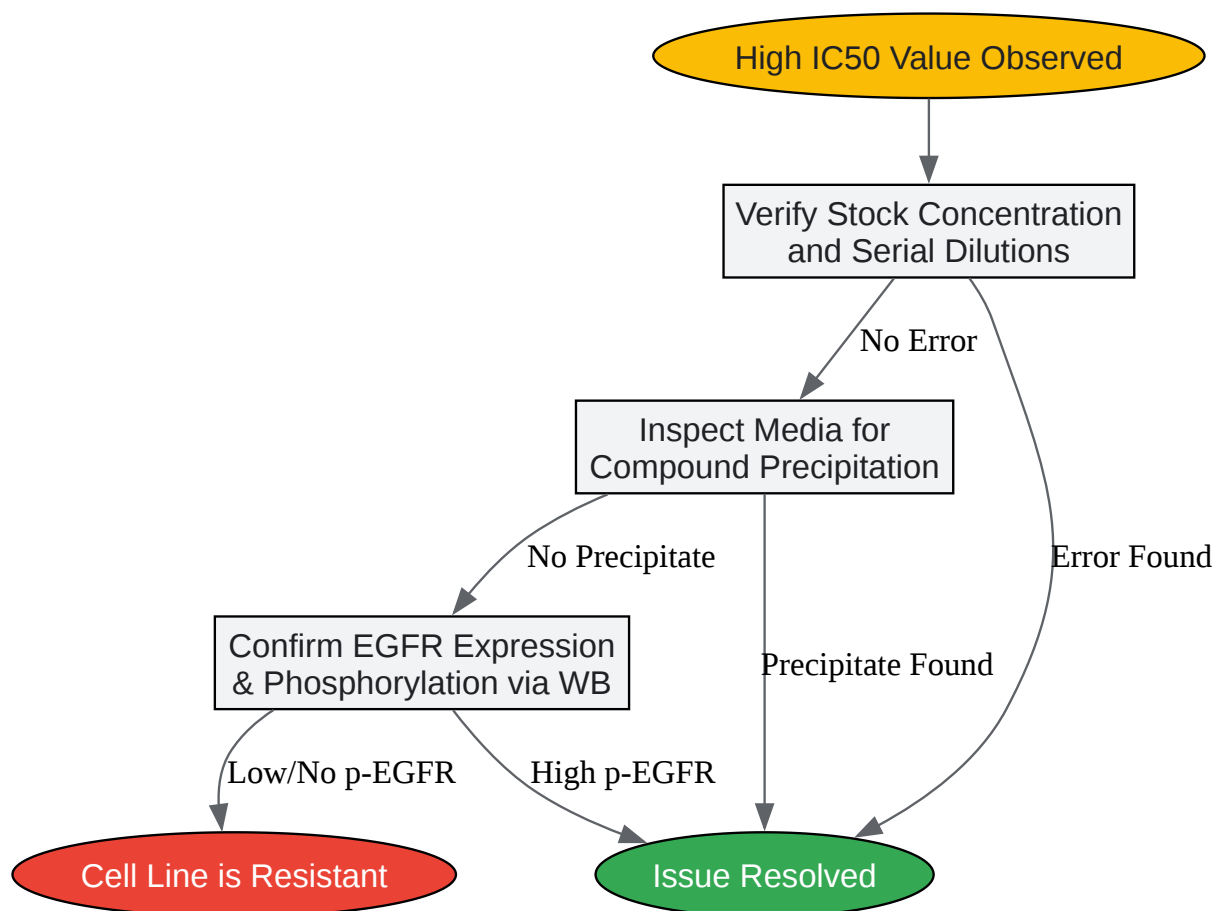 High IC50 Value Observed
Verify Stock Concentration
and Serial Dilutions
No Error
Inspect Media for
Compound Precipitation
No Precipitate
Error Found
Confirm EGFR Expression
& Phosphorylation via WB
Precipitate Found
Low/No p-EGFR
High p-EGFR
Cell Line is Resistant
Issue Resolved